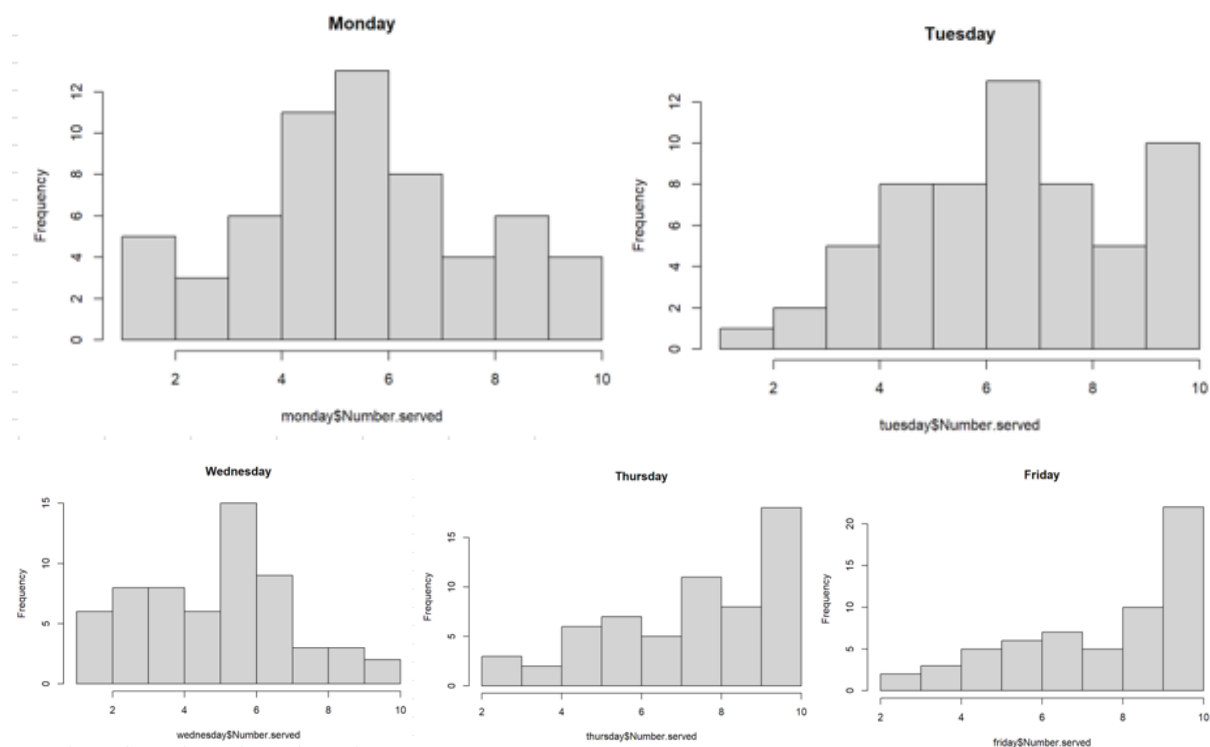 Monday
Frequency
0 2 4 6 8 10 12
2 4 6 8 10
monday$Number.served
Tuesday
Frequency
0 2 4 6 8 10 12
2 4 6 8 10
tuesday$Number.served
Wednesday
Frequency
0 5 10 15
2 4 6 8 10
wednesday$Number.served
Thursday
Frequency
0 5 10 15
2 4 6 8 10
thursday$Number.served
Friday
Frequency
0 5 10 15 20
2 4 6 8 10
friday$Number.served